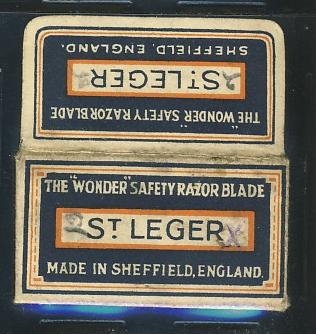 SHEFFIELD, ENGLAND.
ST LEGER
THE "WONDER" SAFETY RAZOR BLADE
THE "WONDER" SAFETY RAZOR BLADE
ST LEGER
MADE IN SHEFFIELD, ENGLAND.